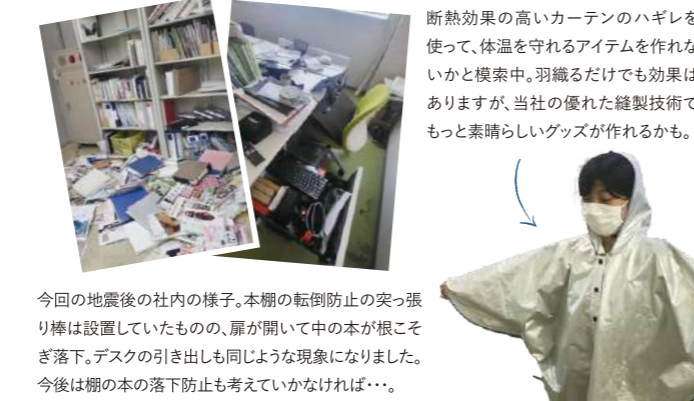 断熱効果の高いカーテンのハギレを
使って、体温を守れるアイテムを作れな
いかと模索中。羽織るだけでも効果は
ありますが、当社の優れた縫製技術で
もっと素晴らしいグッズが作れるかも。
今回の地震後の社内の様子。本棚の転倒防止の突っ張
り棒は設置していたものの、扉が開いて中の本が根こそ
ぎ落下。デスクの引き出しも同じような現象になりました。
今後は棚の本の落下防止も考えていかなければ・・・。